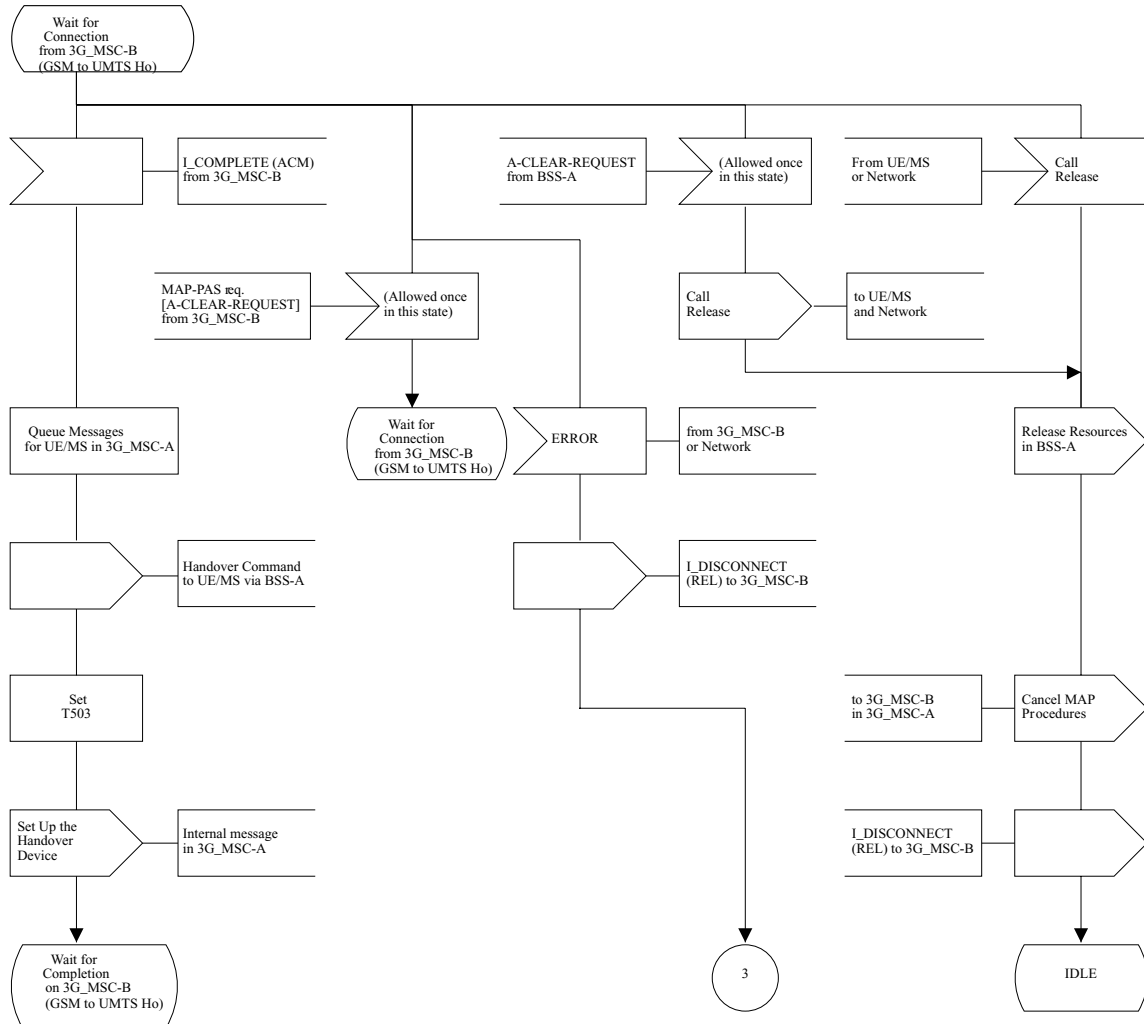 Wait for
Connection
from 3G_MSC-B
(GSM to UMTS Ho)
I_COMPLETE (ACM)
from 3G_MSC-B
A-CLEAR-REQUEST
from BSS-A
(Allowed once
in this state)
From UE/MS
or Network
Call
Release
MAP-PAS req.
[A-CLEAR-REQUEST]
from 3G_MSC-B
(Allowed once
in this state)
Call
Release
to UE/MS
and Network
Queue Messages
for UE/MS in 3G_MSC-A
Wait for
Connection
from 3G_MSC-B
(GSM to UMTS Ho)
ERROR
from 3G_MSC-B
or Network
Release Resources
in BSS-A
Handover Command
to UE/MS via BSS-A
I_DISCONNECT
(REL) to 3G_MSC-B
Set
T503
to 3G_MSC-B
in 3G_MSC-A
Cancel MAP
Procedures
Set Up the
Handover
Device
Internal message
in 3G_MSC-A
I_DISCONNECT
(REL) to 3G_MSC-B
Wait for
Completion
on 3G_MSC-B
(GSM to UMTS Ho)
3
IDLE